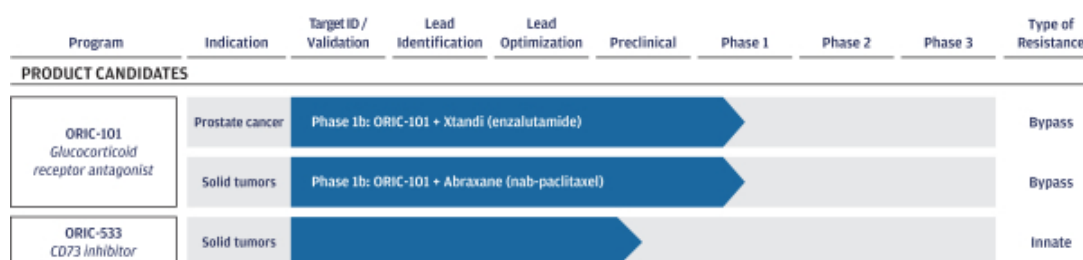 Program Indication Target ID / Validation Lead Identification Lead Optimization Preclinical Phase 1 Phase 2 Phase 3 Type of Resistance
PRODUCT CANDIDATES
ORIC-101
Glucocorticoid
receptor antagonist
Prostate cancer Phase 1b: ORIC-101 + Xtandi (enzalutamide) Bypass
Solid tumors Phase 1b: ORIC-101 + Abraxane (nab-paclitaxel) Bypass
ORIC-533
CD73 inhibitor
Solid tumors Innate